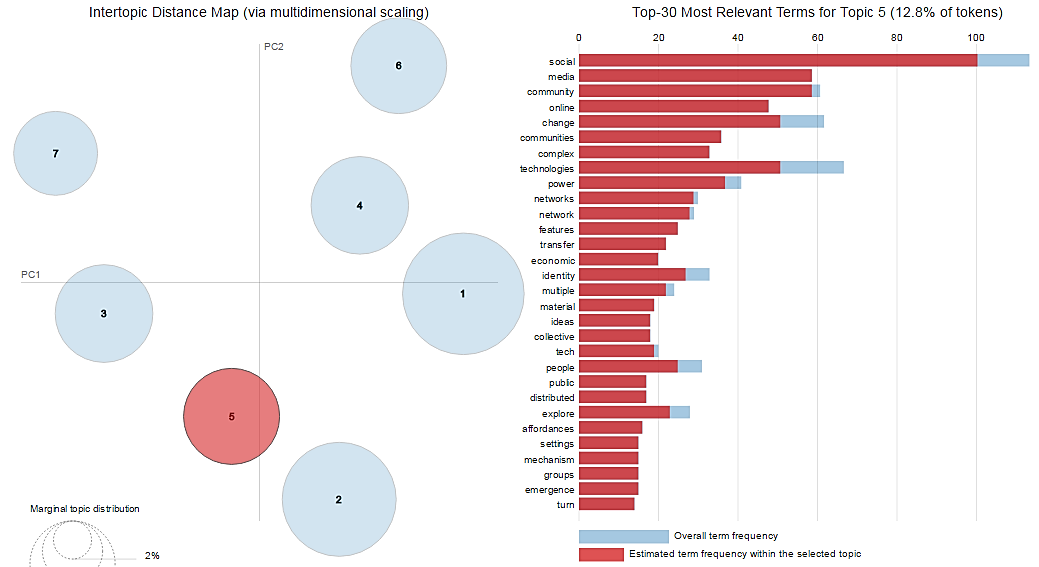 Intertopic Distance Map (via multidimensional scaling)
PC2
PC1
6
7
4
1
3
5
2
Marginal topic distribution
2%
Top-30 Most Relevant Terms for Topic 5 (12.8% of tokens)
0 20 40 60 80 100
social
media
community
online
change
communities
complex
technologies
power
networks
network
features
transfer
economic
identity
multiple
material
ideas
collective
tech
people
public
distributed
explore
affordances
settings
mechanism
groups
emergence
turn
Overall term frequency
Estimated term frequency within the selected topic